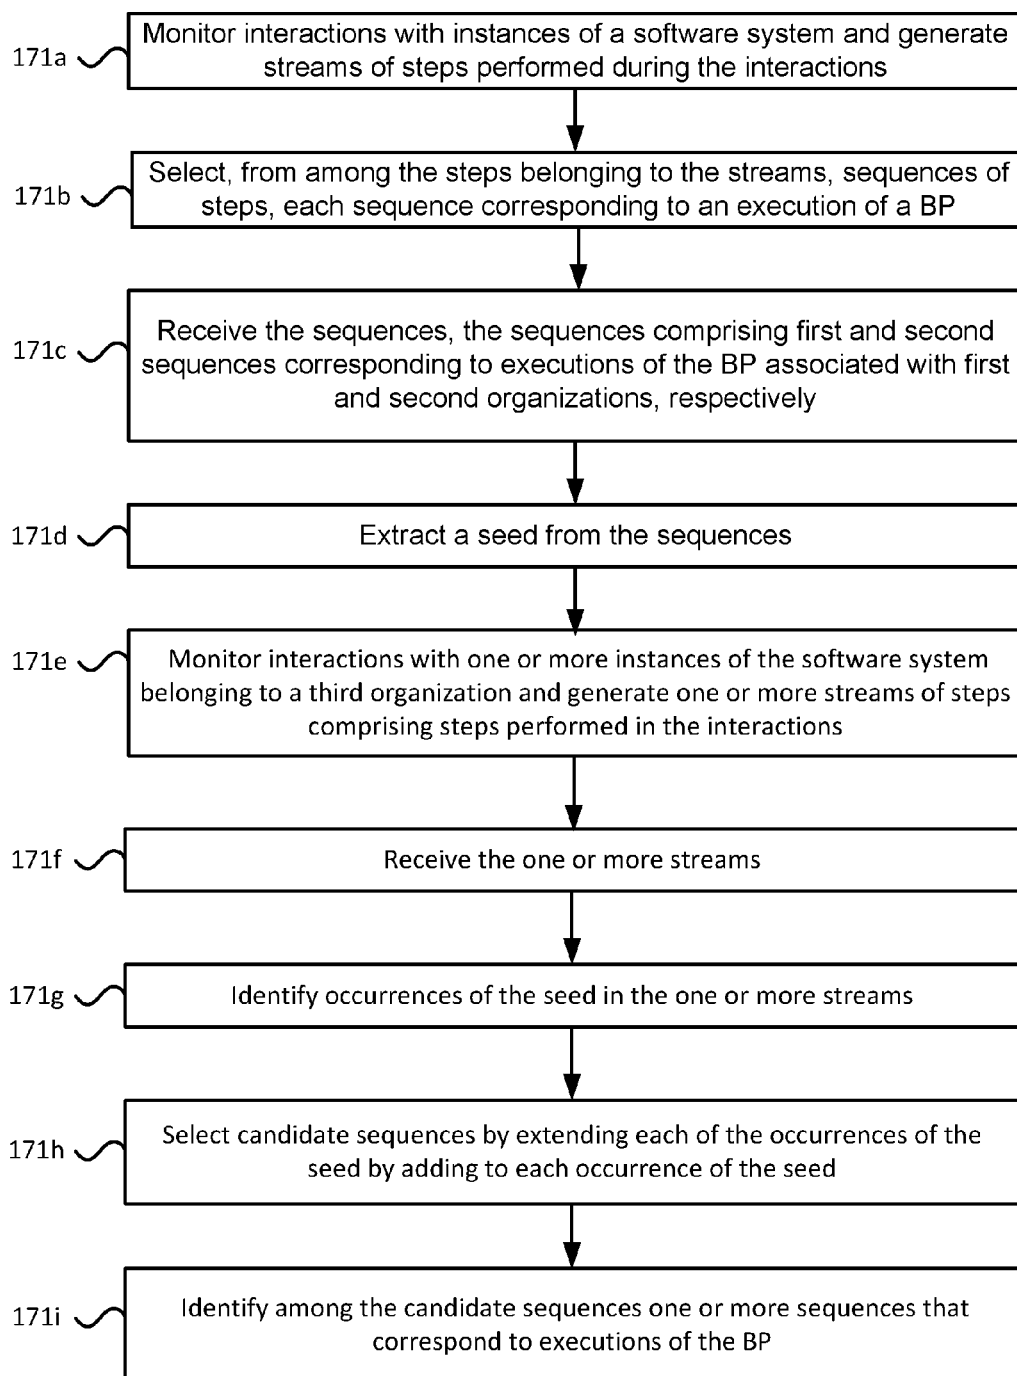 171a
Monitor interactions with instances of a software system and generate
streams of steps performed during the interactions
171b
Select, from among the steps belonging to the streams, sequences of
steps, each sequence corresponding to an execution of a BP
171c
Receive the sequences, the sequences comprising first and second
sequences corresponding to executions of the BP associated with first
and second organizations, respectively
171d
Extract a seed from the sequences
171e
Monitor interactions with one or more instances of the software system
belonging to a third organization and generate one or more streams of steps
comprising steps performed in the interactions
171f
Receive the one or more streams
171g
Identify occurrences of the seed in the one or more streams
171h
Select candidate sequences by extending each of the occurrences of the
seed by adding to each occurrence of the seed
171i
Identify among the candidate sequences one or more sequences that
correspond to executions of the BP